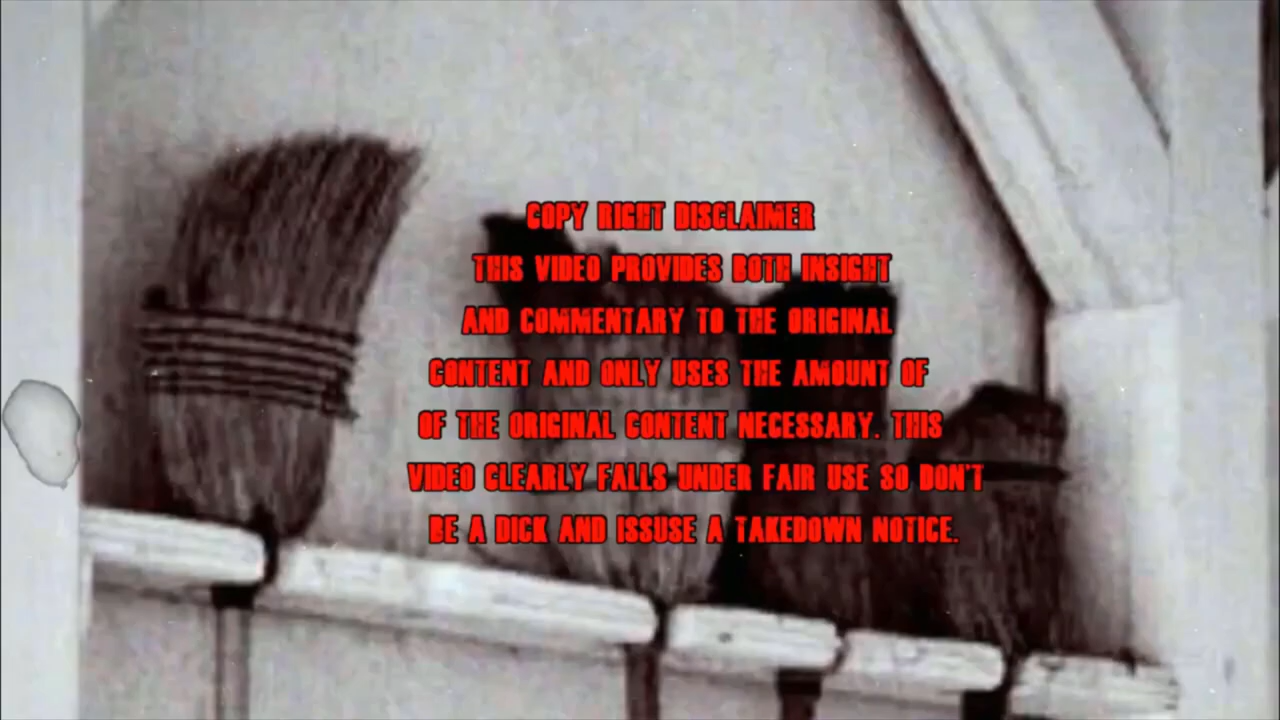 COPY RIGHT DISCLAIMER
THIS VIDEO PROVIDES BOTH INSIGHT
AND COMMENTARY TO THE ORIGINAL
CONTENT AND ONLY USES THE AMOUNT OF
OF THE ORIGINAL CONTENT NECESSARY. THIS
VIDEO CLEARLY FALLS UNDER FAIR USE SO DON'T
BE A DICK AND ISSUSE A TAKEDOWN NOTICE.